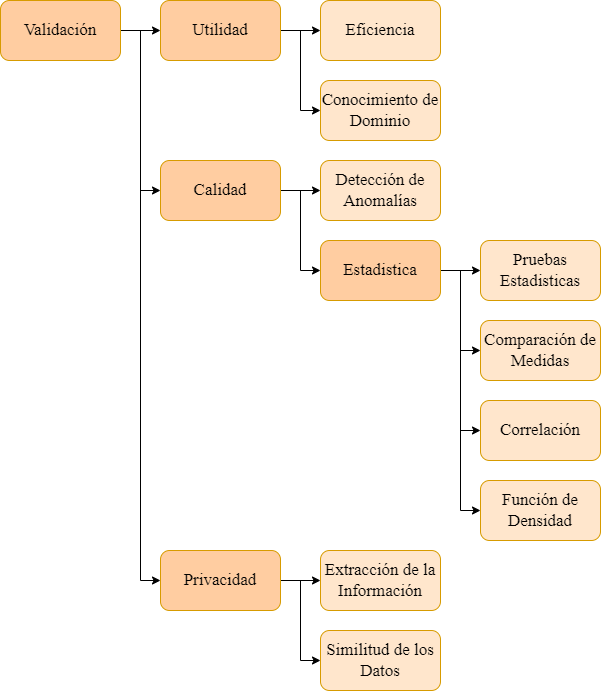 Validación
Utilidad
Eficiencia
Conocimiento de
Dominio
Calidad
Detección de
Anomalías
Estadistica
Pruebas
Estadisticas
Comparación de
Medidas
Correlación
Función de
Densidad
Privacidad
Extracción de la
Información
Similitud de los
Datos